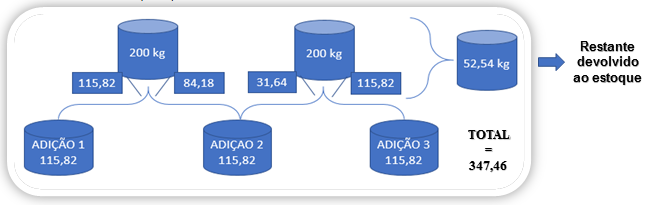 200 kg
200 kg
115,82
84,18
31,64
115,82
52,54 kg
Restante
devolvido
ao estoque
ADIÇÃO 1
115,82
ADIÇAO 2
115,82
ADIÇÃO 3
115,82
TOTAL
=
347,46